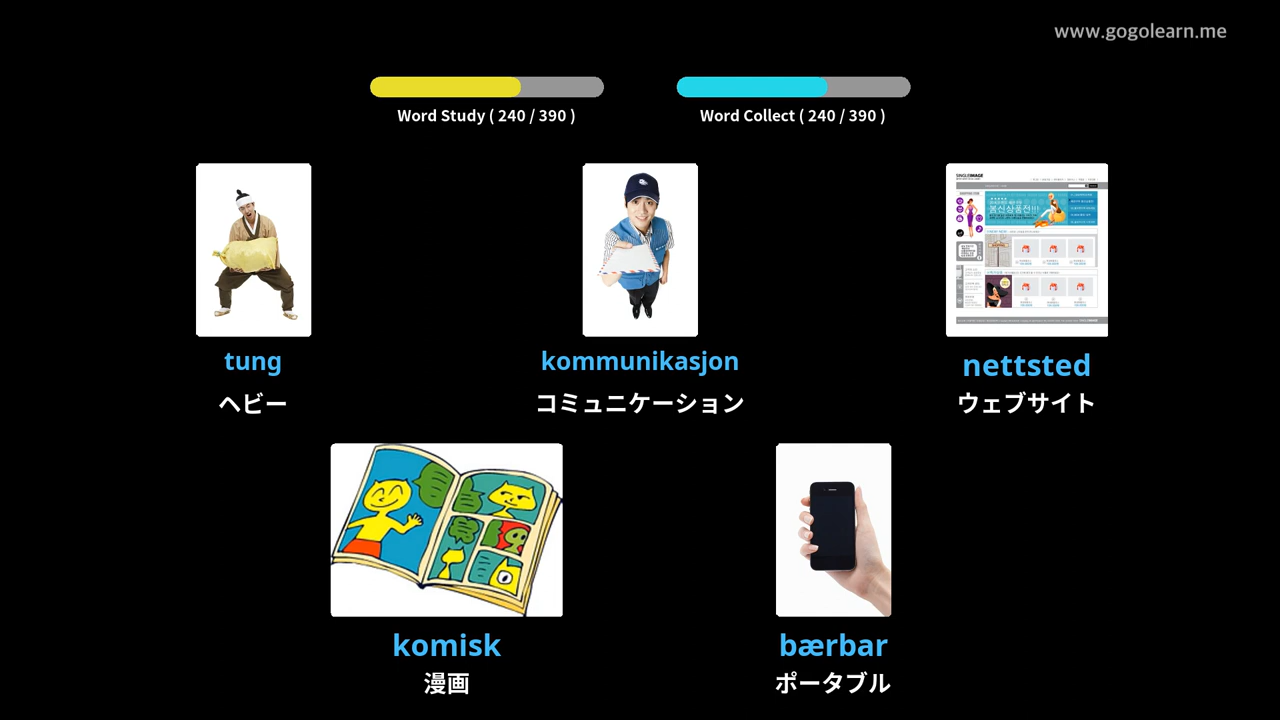 www.gogolearn.me
Word Study ( 240 / 390 )
Word Collect ( 240 / 390 )
tung
ヘビー
kommunikasjon
コミュニケーション
nettsted
ウェブサイト
komisk
漫画
bærbar
ポータブル